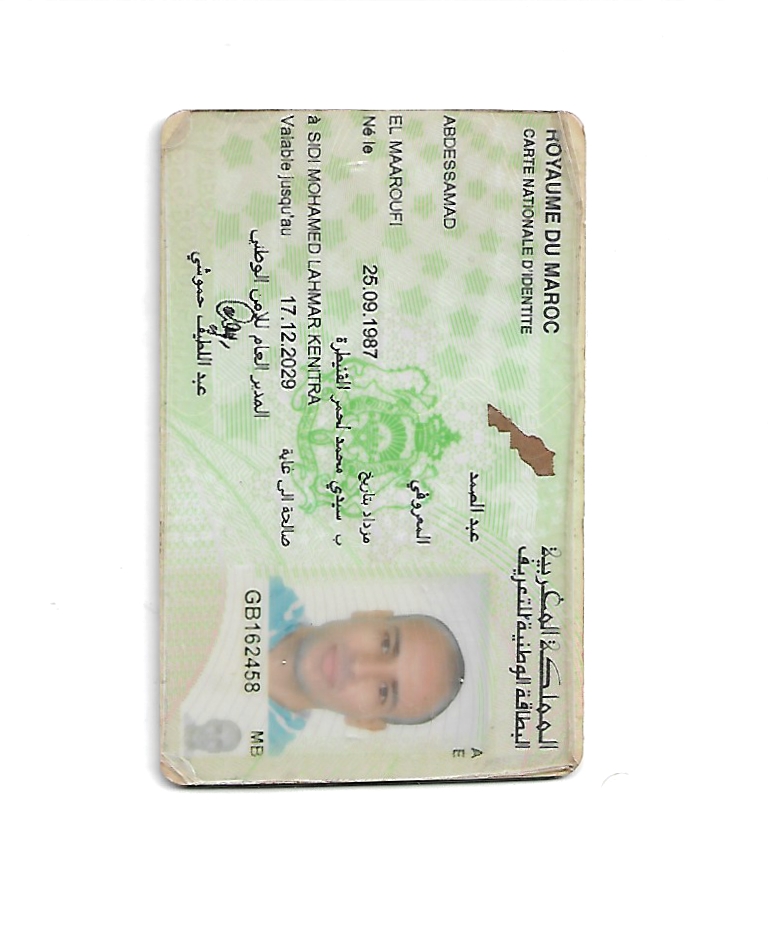 ROYAUME DU MAROC
المملكة المغربية
CARTE NATIONALE D'IDENTITE
البطاقة الوطنية للتعريف
عبد الصمد
ABDESSAMAD
المعروفي
EL MAAROUFI
Né le 25.09.1987 مزداد بتاريخ
ب سيدي محمد لحمر القنيطرة
à SIDI MOHAMED LAHMAR KENITRA
Valable jusqu'au 17.12.2029 صالحة الى غاية
المدير العام للامن الوطني
عبد اللطيف حموشي
A
E
GB162458
MB